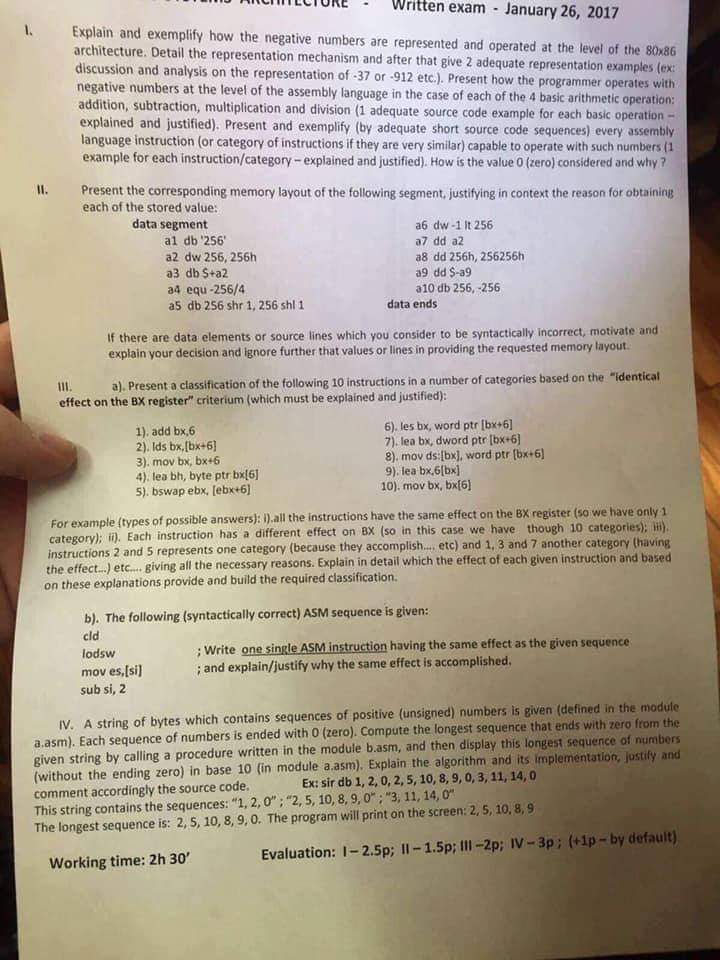 Written exam - January 26, 2017
I. Explain and exemplify how the negative numbers are represented and operated at the level of the 80x86
architecture. Detail the representation mechanism and after that give 2 adequate representation examples (ex:
discussion and analysis on the representation of -37 or -912 etc.). Present how the programmer operates with
negative numbers at the level of the assembly language in the case of each of the 4 basic arithmetic operation:
addition, subtraction, multiplication and division (1 adequate source code example for each basic operation –
explained and justified). Present and exemplify (by adequate short source code sequences) every assembly
language instruction (or category of instructions if they are very similar) capable to operate with such numbers (1
example for each instruction/category – explained and justified). How is the value 0 (zero) considered and why ?
II. Present the corresponding memory layout of the following segment, justifying in context the reason for obtaining
each of the stored value:
data segment
a1 db '256'
a2 dw 256, 256h
a3 db $+a2
a4 equ -256/4
a5 db 256 shr 1, 256 shl 1
a6 dw -1 lt 256
a7 dd a2
a8 dd 256h, 256256h
a9 dd $-a9
a10 db 256, -256
data ends
If there are data elements or source lines which you consider to be syntactically incorrect, motivate and
explain your decision and ignore further that values or lines in providing the requested memory layout.
III. a). Present a classification of the following 10 instructions in a number of categories based on the "identical
effect on the BX register" criterium (which must be explained and justified):
1). add bx,6
2). lds bx,[bx+6]
3). mov bx, bx+6
4). lea bh, byte ptr bx[6]
5). bswap ebx, [ebx+6]
6). les bx, word ptr [bx+6]
7). lea bx, dword ptr [bx+6]
8). mov ds:[bx], word ptr [bx+6]
9). lea bx,6[bx]
10). mov bx, bx[6]
For example (types of possible answers): i).all the instructions have the same effect on the BX register (so we have only 1
category); ii). Each instruction has a different effect on BX (so in this case we have though 10 categories); iii).
instructions 2 and 5 represents one category (because they accomplish.... etc) and 1, 3 and 7 another category (having
the effect...) etc.... giving all the necessary reasons. Explain in detail which the effect of each given instruction and based
on these explanations provide and build the required classification.
b). The following (syntactically correct) ASM sequence is given:
cld
lodsw ; Write one single ASM instruction having the same effect as the given sequence
mov es,[si] ; and explain/justify why the same effect is accomplished.
sub si, 2
IV. A string of bytes which contains sequences of positive (unsigned) numbers is given (defined in the module
a.asm). Each sequence of numbers is ended with 0 (zero). Compute the longest sequence that ends with zero from the
given string by calling a procedure written in the module b.asm, and then display this longest sequence of numbers
(without the ending zero) in base 10 (in module a.asm). Explain the algorithm and its implementation, justify and
comment accordingly the source code. Ex: sir db 1, 2, 0, 2, 5, 10, 8, 9, 0, 3, 11, 14, 0
This string contains the sequences: "1, 2, 0" ; "2, 5, 10, 8, 9, 0" ; "3, 11, 14, 0"
The longest sequence is: 2, 5, 10, 8, 9, 0. The program will print on the screen: 2, 5, 10, 8, 9
Working time: 2h 30' Evaluation: I – 2.5p; II – 1.5p; III –2p; IV – 3p ; (+1p – by default)